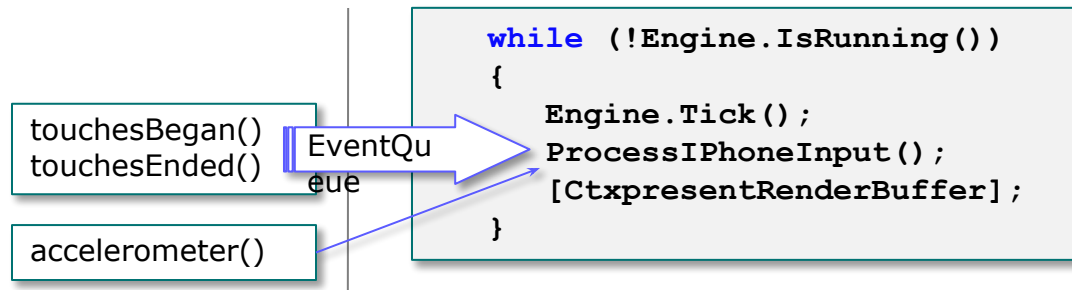 while (!Engine.IsRunning())
{
Engine.Tick();
ProcessIPhoneInput();
[CtxpresentRenderBuffer];
}
touchesBegan()
touchesEnded()
EventQu
eue
accelerometer()